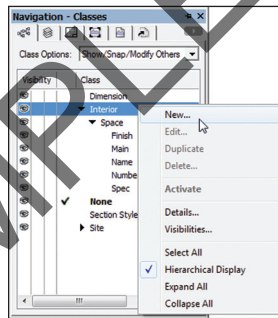 Navigation - Classes
Class Options: Show/Snap/Modify Others
Visibility Class
Dimension
Interior
Space
Finish
Main
Name
Numbe
Spec
None
Section Style
Site
New...
Edit...
Duplicate
Delete...
Activate
Details...
Visibilities...
Select All
Hierarchical Display
Expand All
Collapse All